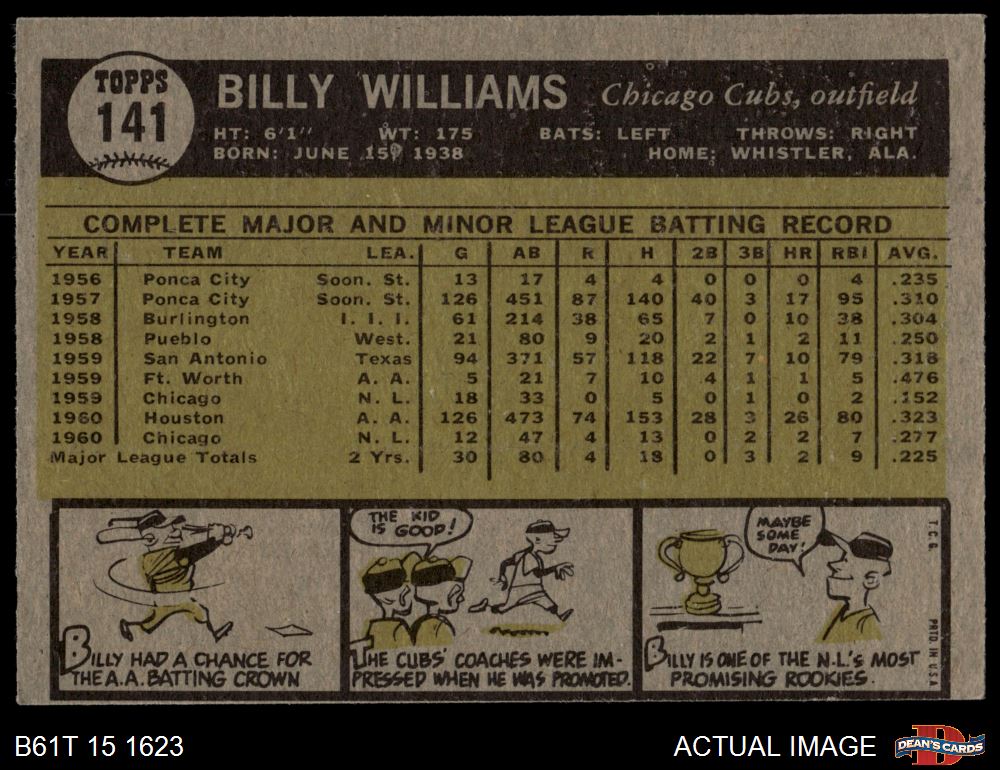 TOPPS
141
BILLY WILLIAMS Chicago Cubs, outfield
HT: 6'1" WT: 175 BATS: LEFT THROWS: RIGHT
BORN: JUNE 15, 1938 HOME: WHISTLER, ALA.
COMPLETE MAJOR AND MINOR LEAGUE BATTING RECORD
YEAR TEAM LEA. G AB R H 2B 3B HR RBI AVG.
1956 Ponca City Soon. St. 13 17 4 4 0 0 0 4 .235
1957 Ponca City Soon. St. 126 451 87 140 40 3 17 95 .310
1958 Burlington I. I. I. 61 214 38 65 7 0 10 38 .304
1958 Pueblo West. 21 80 9 20 2 1 2 11 .250
1959 San Antonio Texas 94 371 57 118 22 7 10 79 .318
1959 Ft. Worth A. A. 5 21 7 10 4 1 1 5 .476
1959 Chicago N. L. 18 33 0 5 0 1 0 2 .152
1960 Houston A. A. 126 473 74 153 28 3 26 80 .323
1960 Chicago N. L. 12 47 4 13 0 2 2 7 .277
Major League Totals 2 Yrs. 30 80 4 18 0 3 2 9 .225
BILLY HAD A CHANCE FOR
THE A.A. BATTING CROWN
THE KID
IS GOOD!
THE CUBS' COACHES WERE IM-
PRESSED WHEN HE WAS PROMOTED.
MAYBE
SOME
DAY!
BILLY IS ONE OF THE N.L.'S MOST
PROMISING ROOKIES.
T.C.G.
PRTD. IN U.S.A.
B61T 15 1623
ACTUAL IMAGE
D
DEAN'S CARDS